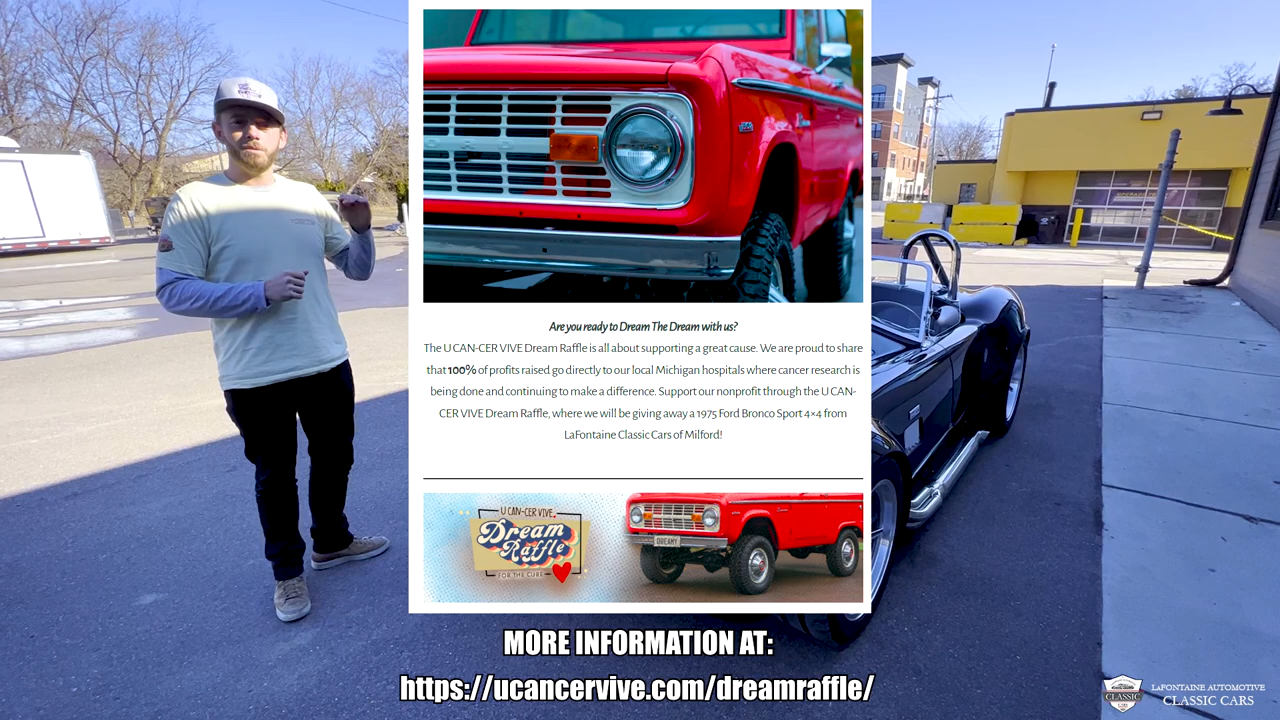 Are you ready to Dream The Dream with us?
The U CAN-CER VIVE Dream Raffle is all about supporting a great cause. We are proud to share
that 100% of profits raised go directly to our local Michigan hospitals where cancer research is
being done and continuing to make a difference. Support our nonprofit through the U CAN-
CER VIVE Dream Raffle, where we will be giving away a 1975 Ford Bronco Sport 4×4 from
LaFontaine Classic Cars of Milford!
U CAN-CER VIVE
Dream
Raffle
FOR THE CURE
DREAMY
MORE INFORMATION AT:
https://ucancervive.com/dreamraffle/
CLASSIC
LAFONTAINE AUTOMOTIVE
CLASSIC CARS